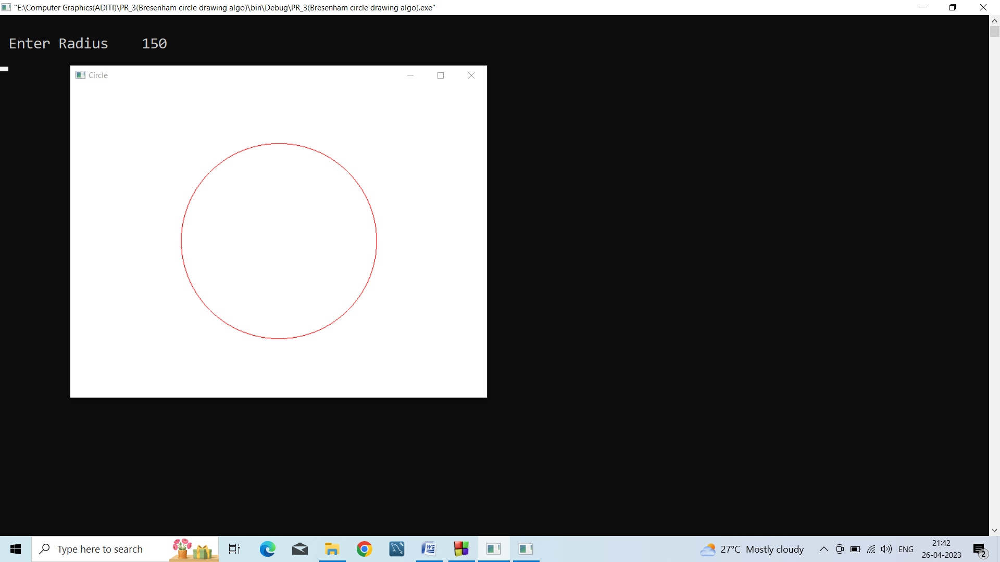 "E:\Computer Graphics(ADITI)\PR_3(Bresenham circle drawing algo)\bin\Debug\PR_3(Bresenham circle drawing algo).exe"
Enter Radius    150
Circle
Type here to search
27°C Mostly cloudy
ENG
21:42
26-04-2023
2